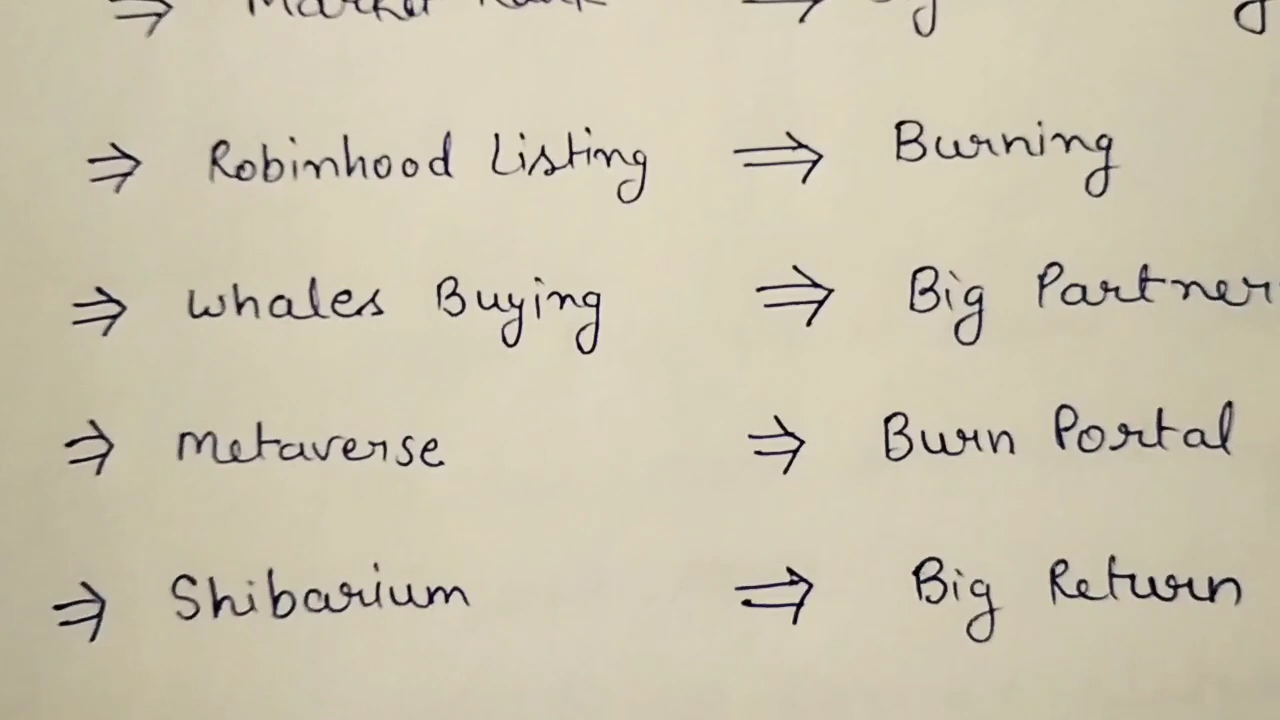 ⇒ Robinhood Listing ⇒ Burning
⇒ Whales Buying ⇒ Big Partner
⇒ Metaverse ⇒ Burn Portal
⇒ Shibarium ⇒ Big Return